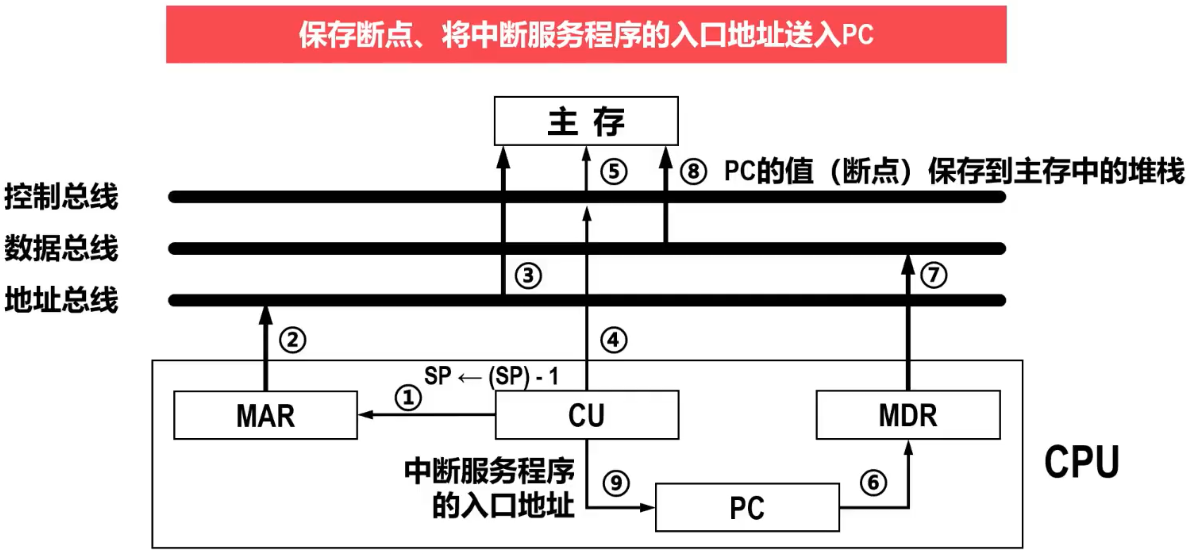 保存断点、将中断服务程序的入口地址送入PC
主 存
⑤
⑧ PC的值（断点）保存到主存中的堆栈
控制总线
数据总线
③
⑦
地址总线
②
④
SP ← (SP) - 1
①
MAR
CU
MDR
CPU
中断服务程序
的入口地址
⑨
⑥
PC